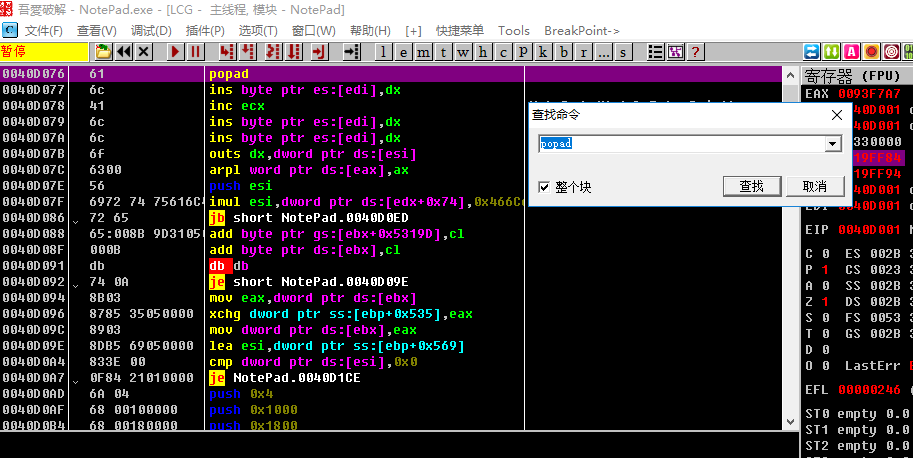 吾爱破解 - NotePad.exe - [LCG - 主线程, 模块 - NotePad]
文件(F) 查看(V) 调试(D) 插件(P) 选项(T) 窗口(W) 帮助(H) [+] 快捷菜单 Tools BreakPoint->
暂停 l e m t w h c p k b r ... s ?
0040D076 61 popad
0040D077 6c ins byte ptr es:[edi],dx
0040D078 41 inc ecx
0040D079 6c ins byte ptr es:[edi],dx
0040D07A 6c ins byte ptr es:[edi],dx
0040D07B 6F outs dx,dword ptr ds:[esi]
0040D07C 6300 arpl word ptr ds:[eax],ax
0040D07E 56 push esi
0040D07F 6972 74 75616C4 imul esi,dword ptr ds:[edx+0x74],0x466C
0040D086 72 65 jb short NotePad.0040D0ED
0040D088 65:008B 9D3105 add byte ptr gs:[ebx+0x5319D],cl
0040D08F 000B add byte ptr ds:[ebx],cl
0040D091 db db db
0040D092 74 0A je short NotePad.0040D09E
0040D094 8B03 mov eax,dword ptr ds:[ebx]
0040D096 8785 35050000 xchg dword ptr ss:[ebp+0x535],eax
0040D09C 8903 mov dword ptr ds:[ebx],eax
0040D09E 8DB5 69050000 lea esi,dword ptr ss:[ebp+0x569]
0040D0A4 833E 00 cmp dword ptr ds:[esi],0x0
0040D0A7 0F84 21010000 je NotePad.0040D1CE
0040D0AD 6A 04 push 0x4
0040D0AF 68 00100000 push 0x1000
0040D0B4 68 00180000 push 0x1800
查找命令
popad
整个块 查找 取消
寄存器 (FPU)
EAX 0093F7A7
0040D001
0040D001
330000
19FF84
19FF94
0040D001
EDI 0040D001
EIP 0040D001
C 0 ES 002B
P 1 CS 0023
A 0 SS 002B
Z 1 DS 002B
S 0 FS 0053
T 0 GS 002B
D 0
O 0 LastErr
EFL 00000246
ST0 empty 0.0
ST1 empty 0.0
ST2 empty 0.0